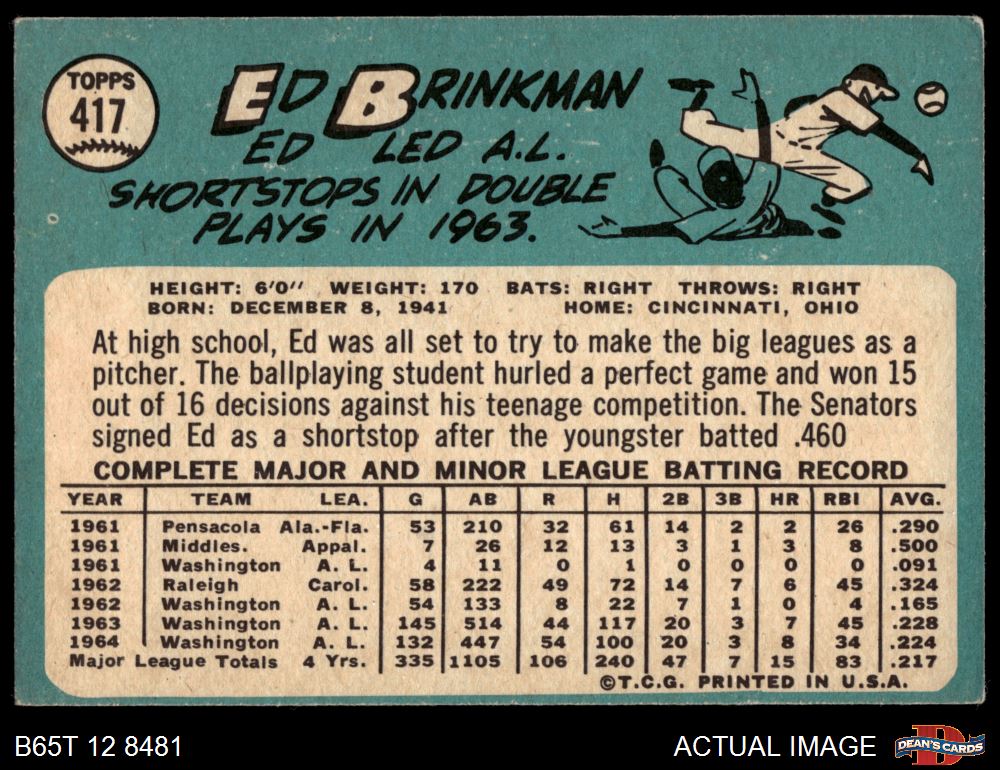 TOPPS
417
ED BRINKMAN
ED LED A.L.
SHORTSTOPS IN DOUBLE
PLAYS IN 1963.
HEIGHT: 6'0" WEIGHT: 170 BATS: RIGHT THROWS: RIGHT
BORN: DECEMBER 8, 1941 HOME: CINCINNATI, OHIO
At high school, Ed was all set to try to make the big leagues as a
pitcher. The ballplaying student hurled a perfect game and won 15
out of 16 decisions against his teenage competition. The Senators
signed Ed as a shortstop after the youngster batted .460
COMPLETE MAJOR AND MINOR LEAGUE BATTING RECORD
YEAR TEAM LEA. G AB R H 2B 3B HR RBI AVG.
1961 Pensacola Ala.-Fla. 53 210 32 61 14 2 2 26 .290
1961 Middles. Appal. 7 26 12 13 3 1 3 8 .500
1961 Washington A. L. 4 11 0 1 0 0 0 0 .091
1962 Raleigh Carol. 58 222 49 72 14 7 6 45 .324
1962 Washington A. L. 54 133 8 22 7 1 0 4 .165
1963 Washington A. L. 145 514 44 117 20 3 7 45 .228
1964 Washington A. L. 132 447 54 100 20 3 8 34 .224
Major League Totals 4 Yrs. 335 1105 106 240 47 7 15 83 .217
©T.C.G. PRINTED IN U.S.A.
B65T 12 8481 ACTUAL IMAGE DEAN'S CARDS